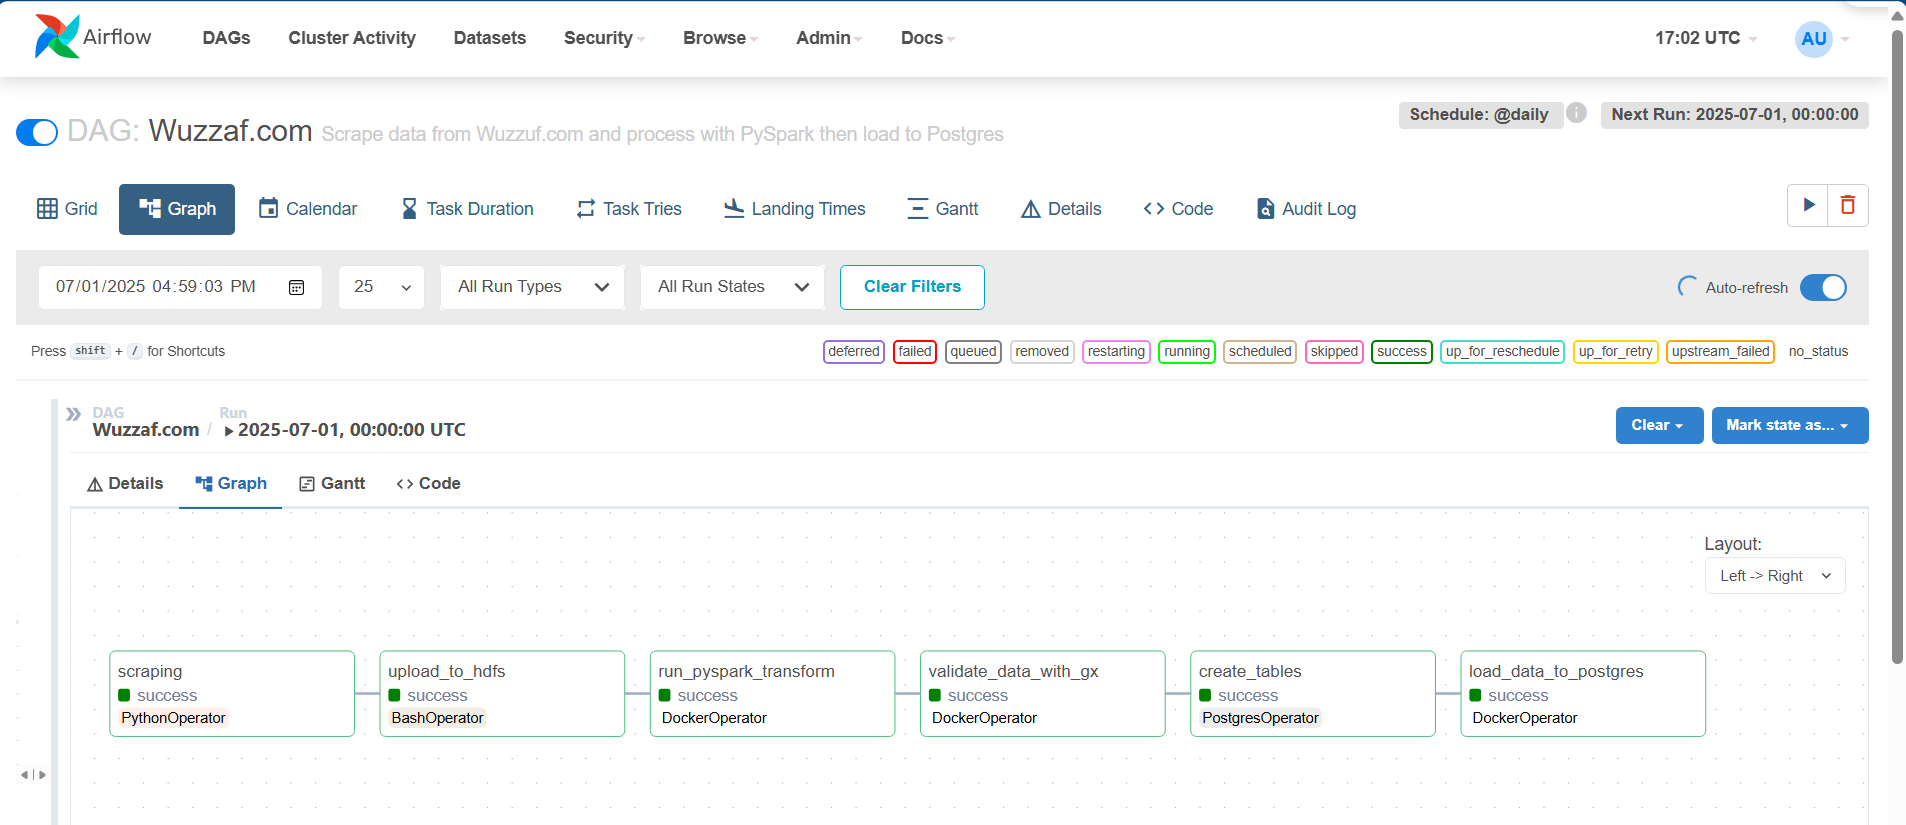 Airflow DAGs Cluster Activity Datasets Security Browse Admin Docs 17:02 UTC AU
DAG: Wuzzaf.com Scrape data from Wuzzuf.com and process with PySpark then load to Postgres
Schedule: @daily i Next Run: 2025-07-01, 00:00:00
Grid Graph Calendar Task Duration Task Tries Landing Times Gantt Details Code Audit Log
07/01/2025 04:59:03 PM 25 All Run Types All Run States Clear Filters Auto-refresh
Press shift + / for Shortcuts
deferred failed queued removed restarting running scheduled skipped success up_for_reschedule up_for_retry upstream_failed no_status
DAG Run
Wuzzaf.com / 2025-07-01, 00:00:00 UTC
Clear Mark state as...
Details Graph Gantt Code
Layout:
Left -> Right
scraping
success
PythonOperator
upload_to_hdfs
success
BashOperator
run_pyspark_transform
success
DockerOperator
validate_data_with_gx
success
DockerOperator
create_tables
success
PostgresOperator
load_data_to_postgres
success
DockerOperator